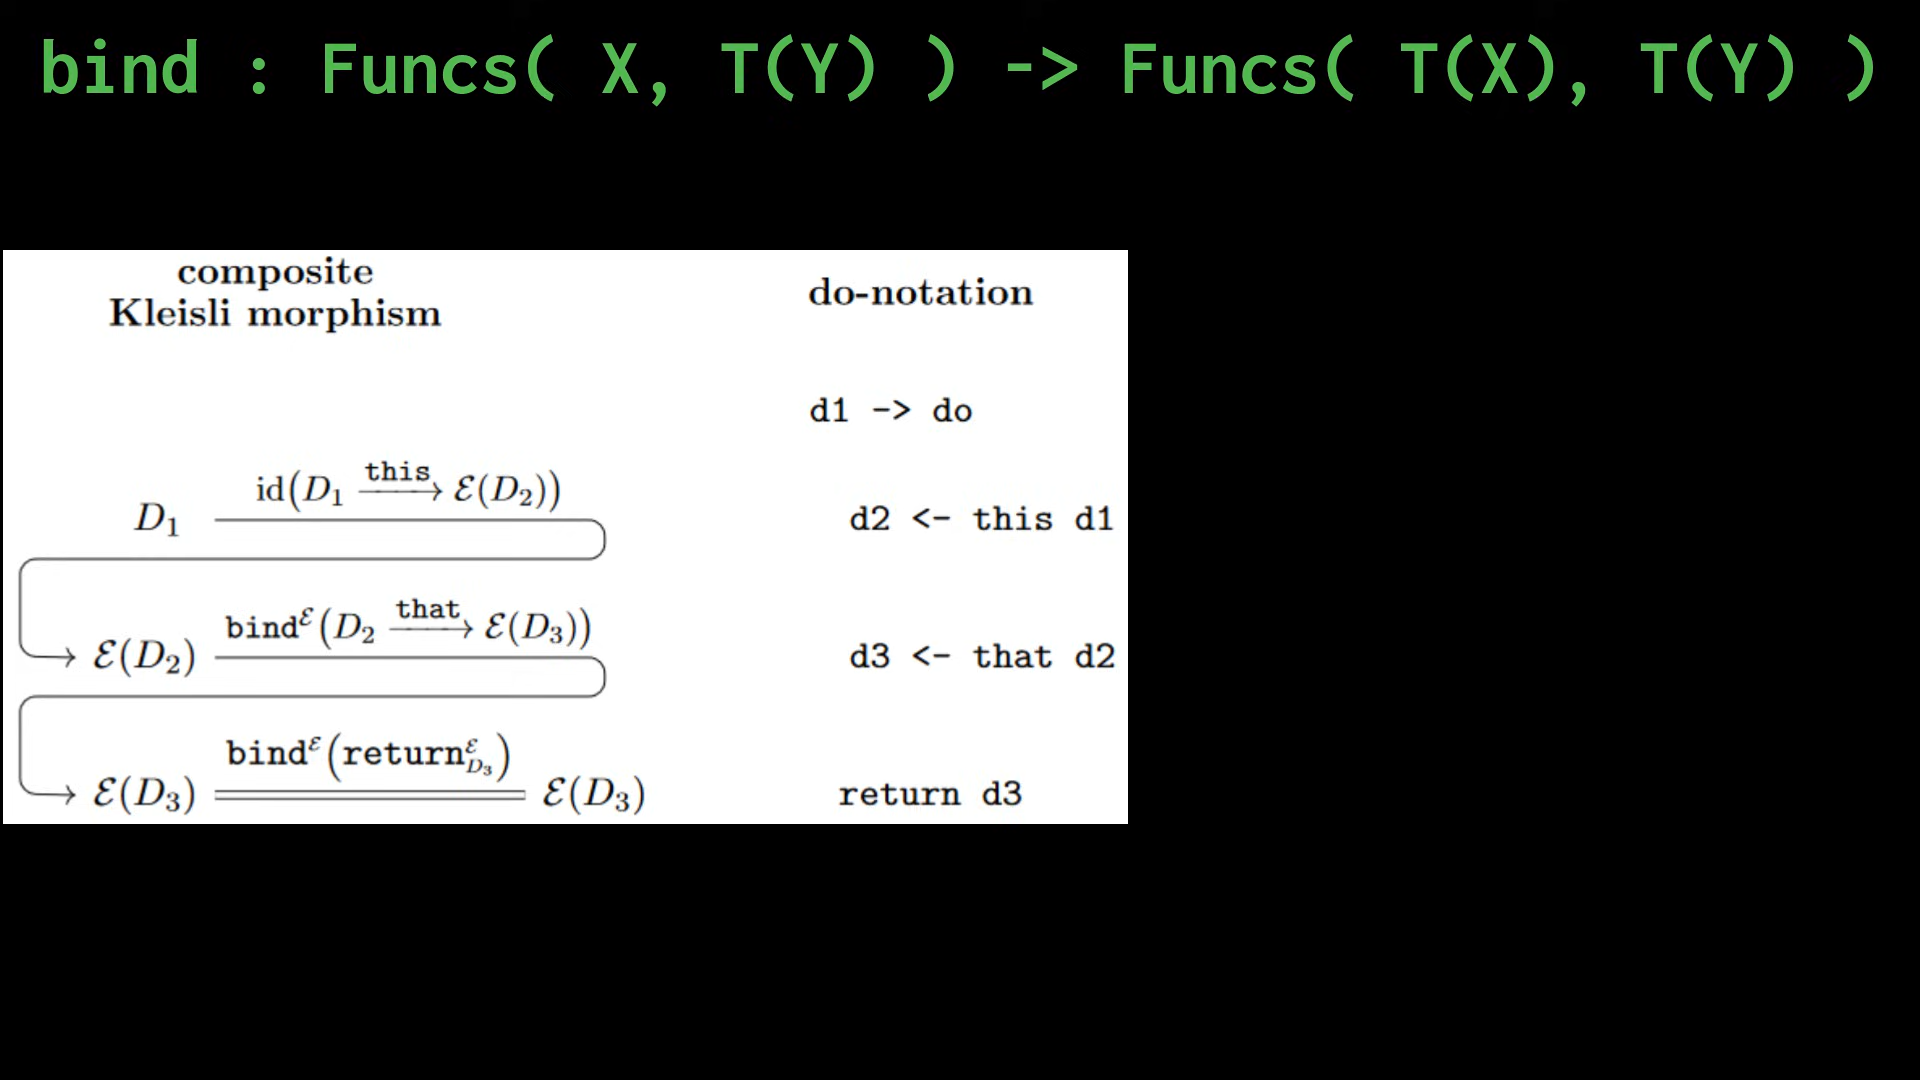 bind : Funcs( X, T(Y) ) -> Funcs( T(X), T(Y) )
composite
Kleisli morphism
do-notation
d1 -> do
D₁ id(D₁ —this→ ℰ(D₂)) d2 <- this d1
ℰ(D₂) bind^ℰ(D₂ —that→ ℰ(D₃)) d3 <- that d2
ℰ(D₃) bind^ℰ(return^ℰ_D₃) ℰ(D₃) return d3